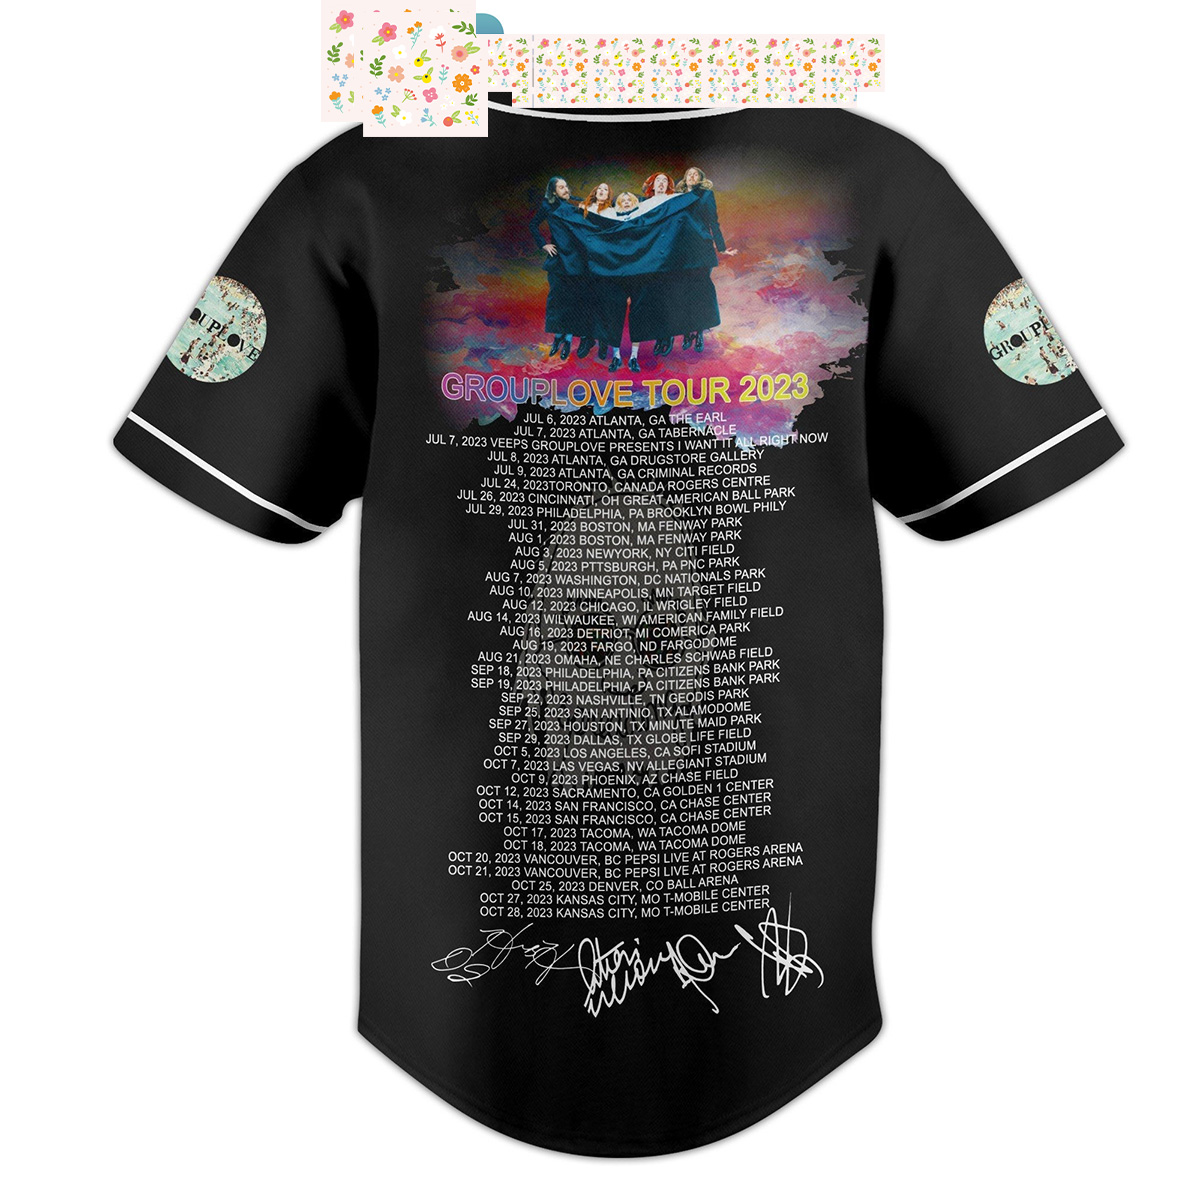 GROUPLOVE
GROUPLOVE TOUR 2023
JUL 6, 2023 ATLANTA, GA THE EARL
JUL 7, 2023 ATLANTA, GA TABERNACLE
JUL 7, 2023 VEEPS GROUPLOVE PRESENTS I WANT IT ALL RIGHT NOW
JUL 8, 2023 ATLANTA, GA DRUGSTORE GALLERY
JUL 9, 2023 ATLANTA, GA CRIMINAL RECORDS
JUL 24, 2023TORONTO, CANADA ROGERS CENTRE
JUL 26, 2023 CINCINNATI, OH GREAT AMERICAN BALL PARK
JUL 29, 2023 PHILADELPHIA, PA BROOKLYN BOWL PHILY
JUL 31, 2023 BOSTON, MA FENWAY PARK
AUG 1, 2023 BOSTON, MA FENWAY PARK
AUG 3, 2023 NEWYORK, NY CITI FIELD
AUG 5, 2023 PTTSBURGH, PA PNC PARK
AUG 7, 2023 WASHINGTON, DC NATIONALS PARK
AUG 10, 2023 MINNEAPOLIS, MN TARGET FIELD
AUG 12, 2023 CHICAGO, IL WRIGLEY FIELD
AUG 14, 2023 WILWAUKEE, WI AMERICAN FAMILY FIELD
AUG 16, 2023 DETRIOT, MI COMERICA PARK
AUG 19, 2023 FARGO, ND FARGODOME
AUG 21, 2023 OMAHA, NE CHARLES SCHWAB FIELD
SEP 18, 2023 PHILADELPHIA, PA CITIZENS BANK PARK
SEP 19, 2023 PHILADELPHIA, PA CITIZENS BANK PARK
SEP 22, 2023 NASHVILLE, TN GEODIS PARK
SEP 25, 2023 SAN ANTINIO, TX ALAMODOME
SEP 27, 2023 HOUSTON, TX MINUTE MAID PARK
SEP 29, 2023 DALLAS, TX GLOBE LIFE FIELD
OCT 5, 2023 LOS ANGELES, CA SOFI STADIUM
OCT 7, 2023 LAS VEGAS, NV ALLEGIANT STADIUM
OCT 9, 2023 PHOENIX, AZ CHASE FIELD
OCT 12, 2023 SACRAMENTO, CA GOLDEN 1 CENTER
OCT 14, 2023 SAN FRANCISCO, CA CHASE CENTER
OCT 15, 2023 SAN FRANCISCO, CA CHASE CENTER
OCT 17, 2023 TACOMA, WA TACOMA DOME
OCT 18, 2023 TACOMA, WA TACOMA DOME
OCT 20, 2023 VANCOUVER, BC PEPSI LIVE AT ROGERS ARENA
OCT 21, 2023 VANCOUVER, BC PEPSI LIVE AT ROGERS ARENA
OCT 25, 2023 DENVER, CO BALL ARENA
OCT 27, 2023 KANSAS CITY, MO T-MOBILE CENTER
OCT 28, 2023 KANSAS CITY, MO T-MOBILE CENTER